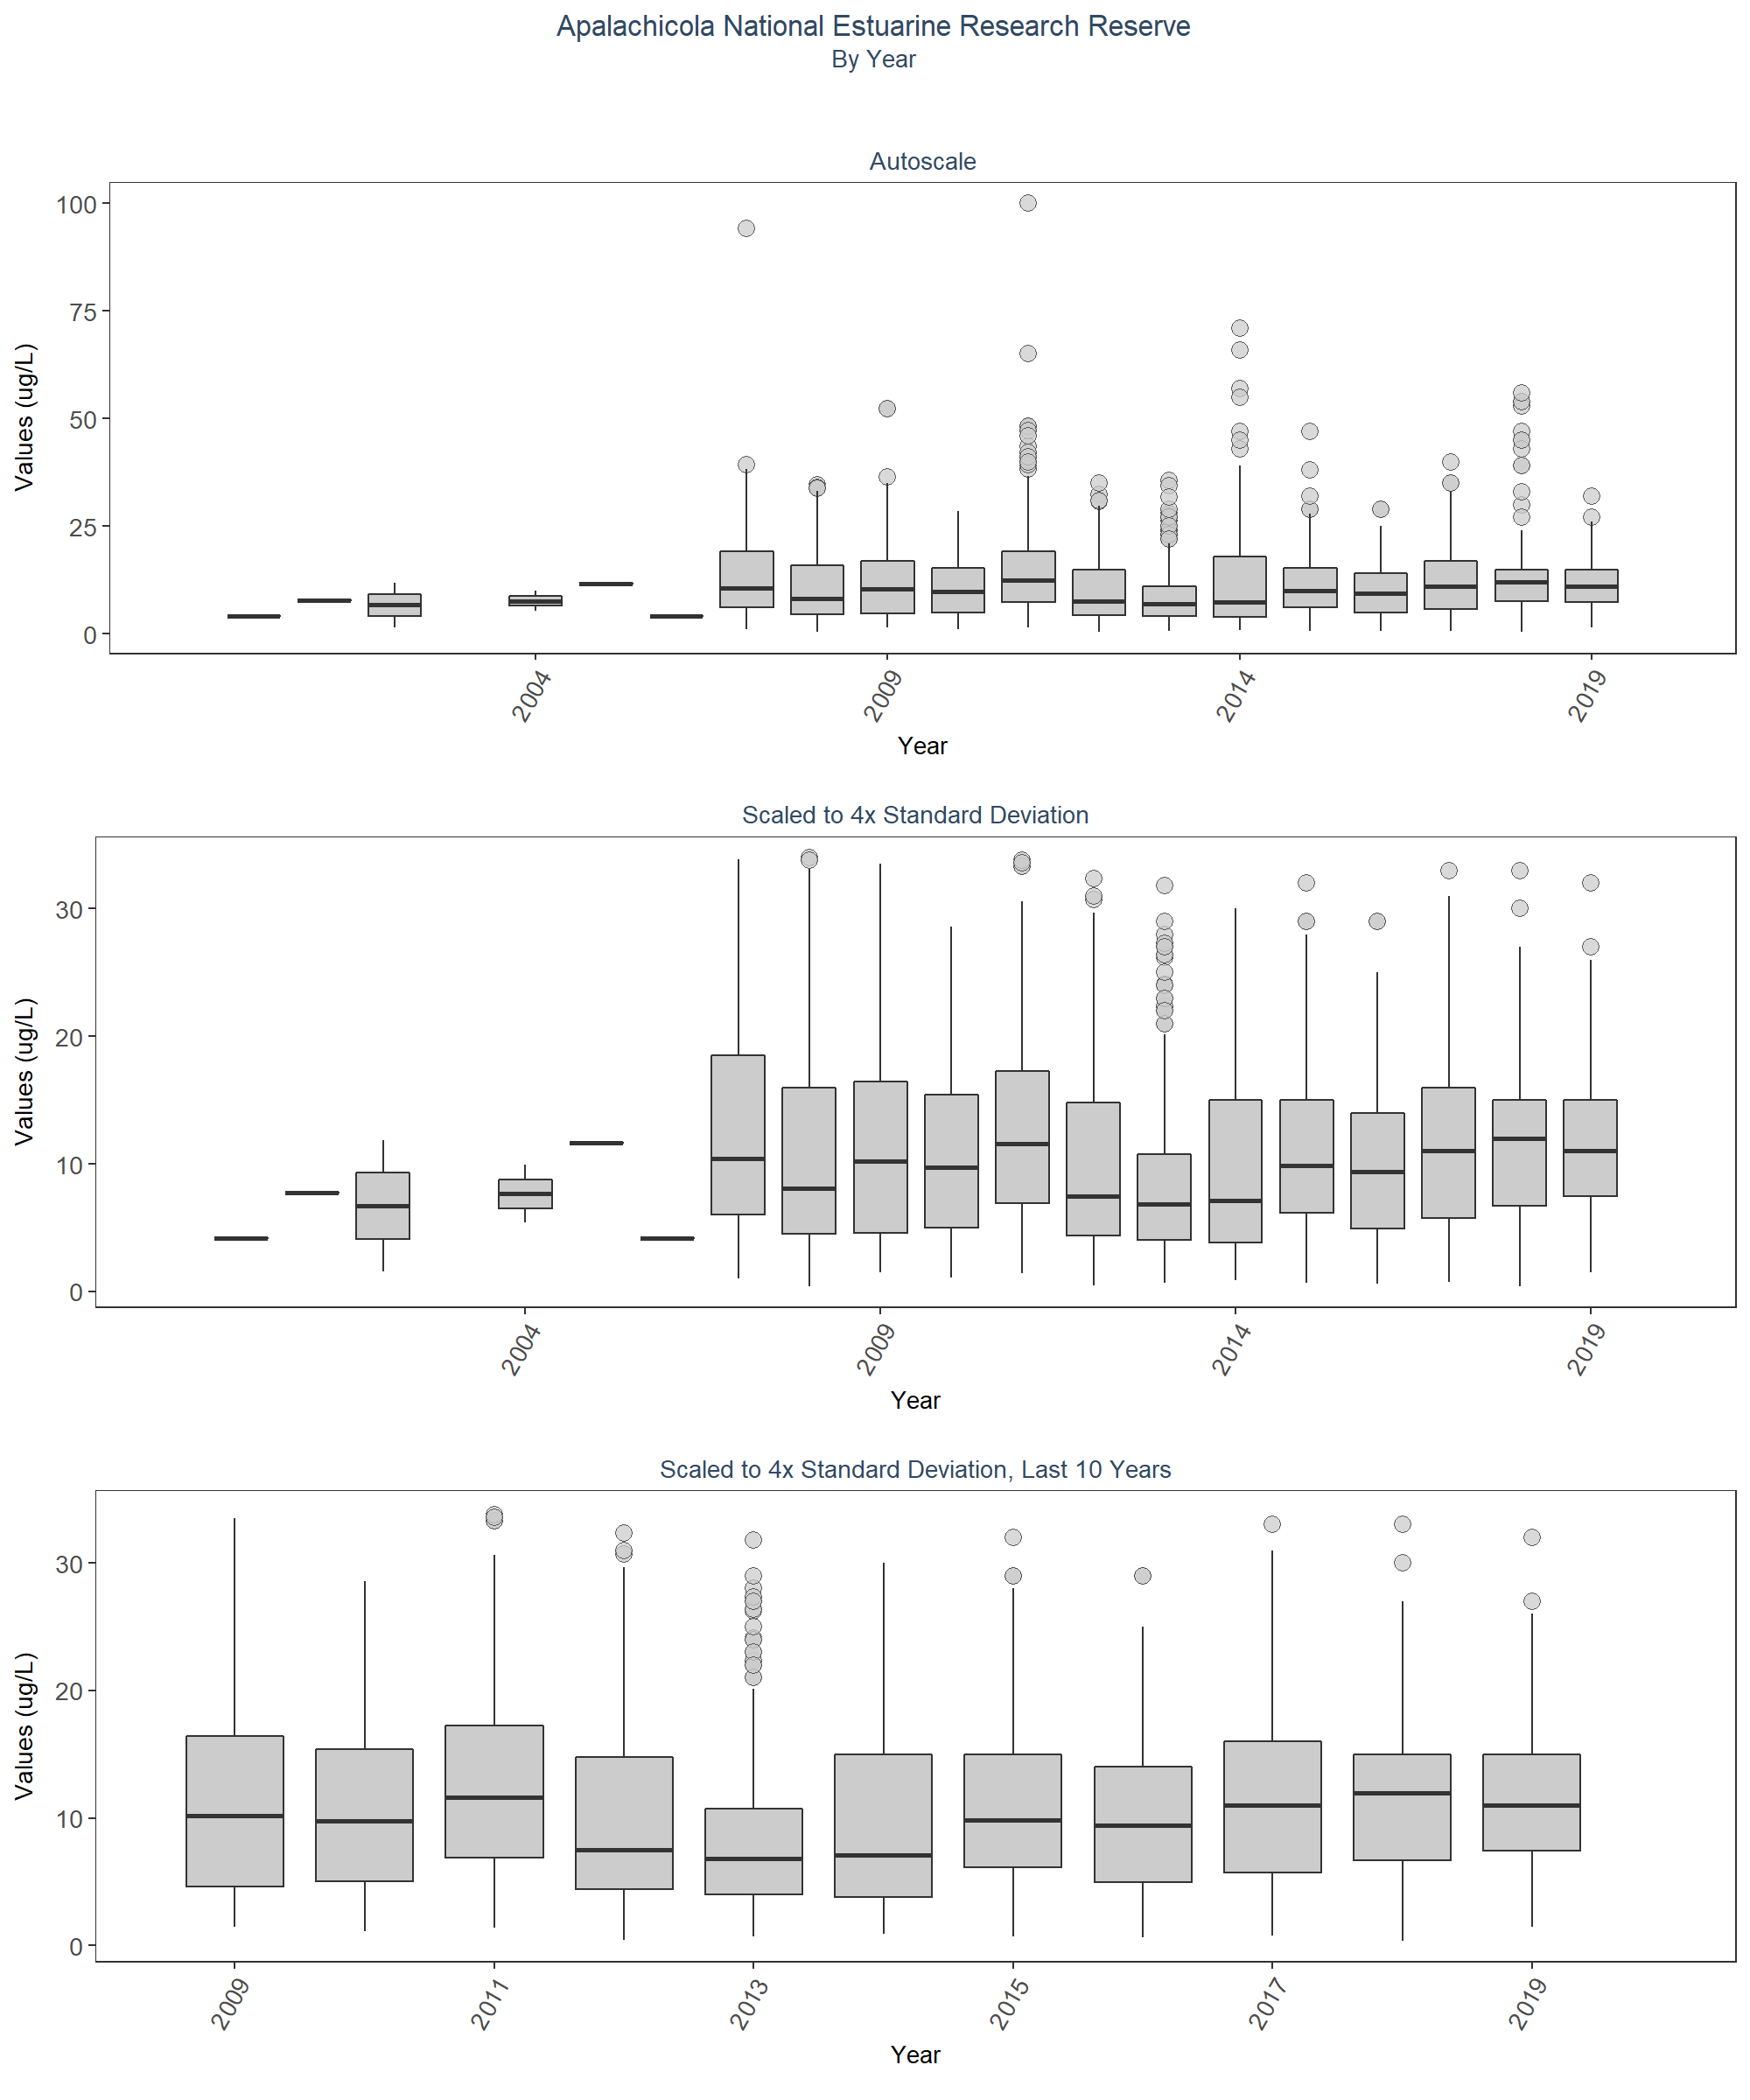 Apalachicola National Estuarine Research Reserve
By Year
Autoscale
Values (ug/L)
100
75
50
25
0
2004
2009
2014
2019
Year
Scaled to 4x Standard Deviation
Values (ug/L)
30
20
10
0
2004
2009
2014
2019
Year
Scaled to 4x Standard Deviation, Last 10 Years
Values (ug/L)
30
20
10
0
2009
2011
2013
2015
2017
2019
Year